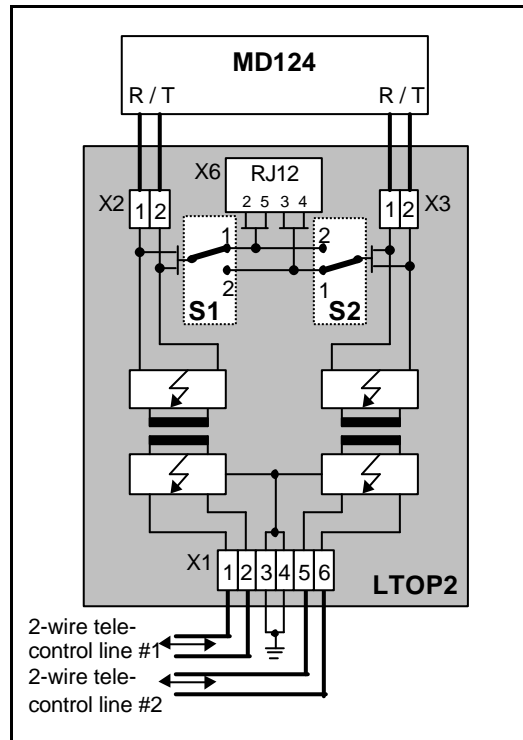 MD124
R / T R / T
X6 RJ12
2 5 3 4
X2 1 2 1 2 X3
1 2
2 1
S1 S2
X1 1 2 3 4 5 6
LTOP2
2-wire tele-
control line #1
2-wire tele-
control line #2